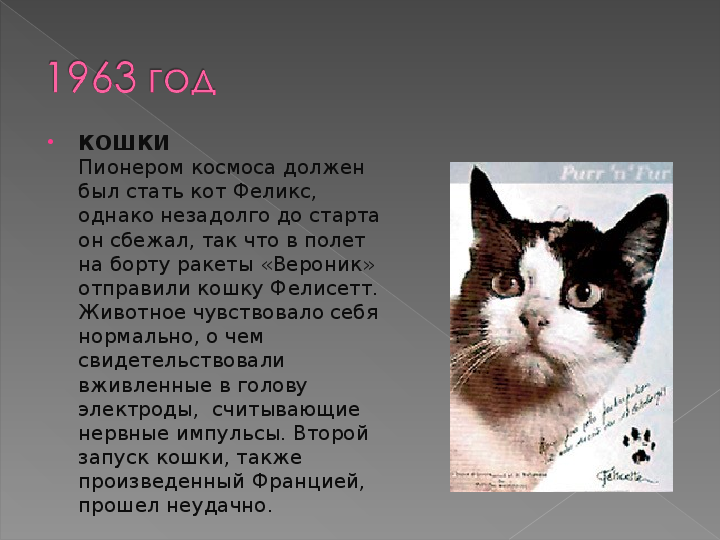 1963 год
КОШКИ
Пионером космоса должен
был стать кот Феликс,
однако незадолго до старта
он сбежал, так что в полет
на борту ракеты «Вероник»
отправили кошку Фелисетт.
Животное чувствовало себя
нормально, о чем
свидетельствовали
вживленные в голову
электроды,  считывающие
нервные импульсы. Второй
запуск кошки, также
произведенный Францией,
прошел неудачно.
Purr 'n' Fur
Félicette